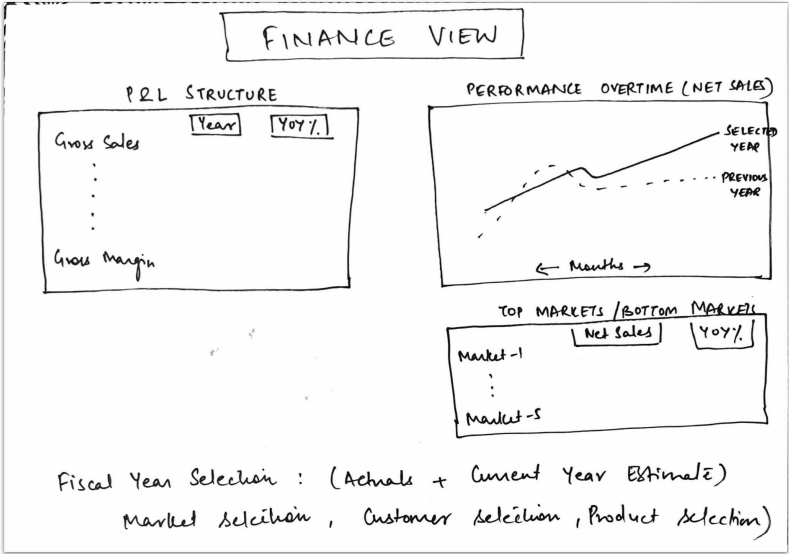 FINANCE VIEW
P&L STRUCTURE
Year YOY%
Gross Sales
Gross Margin
PERFORMANCE OVERTIME (NET SALES)
SELECTED
YEAR
PREVIOUS
YEAR
← Months →
TOP MARKETS / BOTTOM MARKETS
Net Sales YOY%
Market-1
Market-5
Fiscal Year Selection : (Actuals + Current Year Estimate)
Market selection, Customer selection, Product selection)